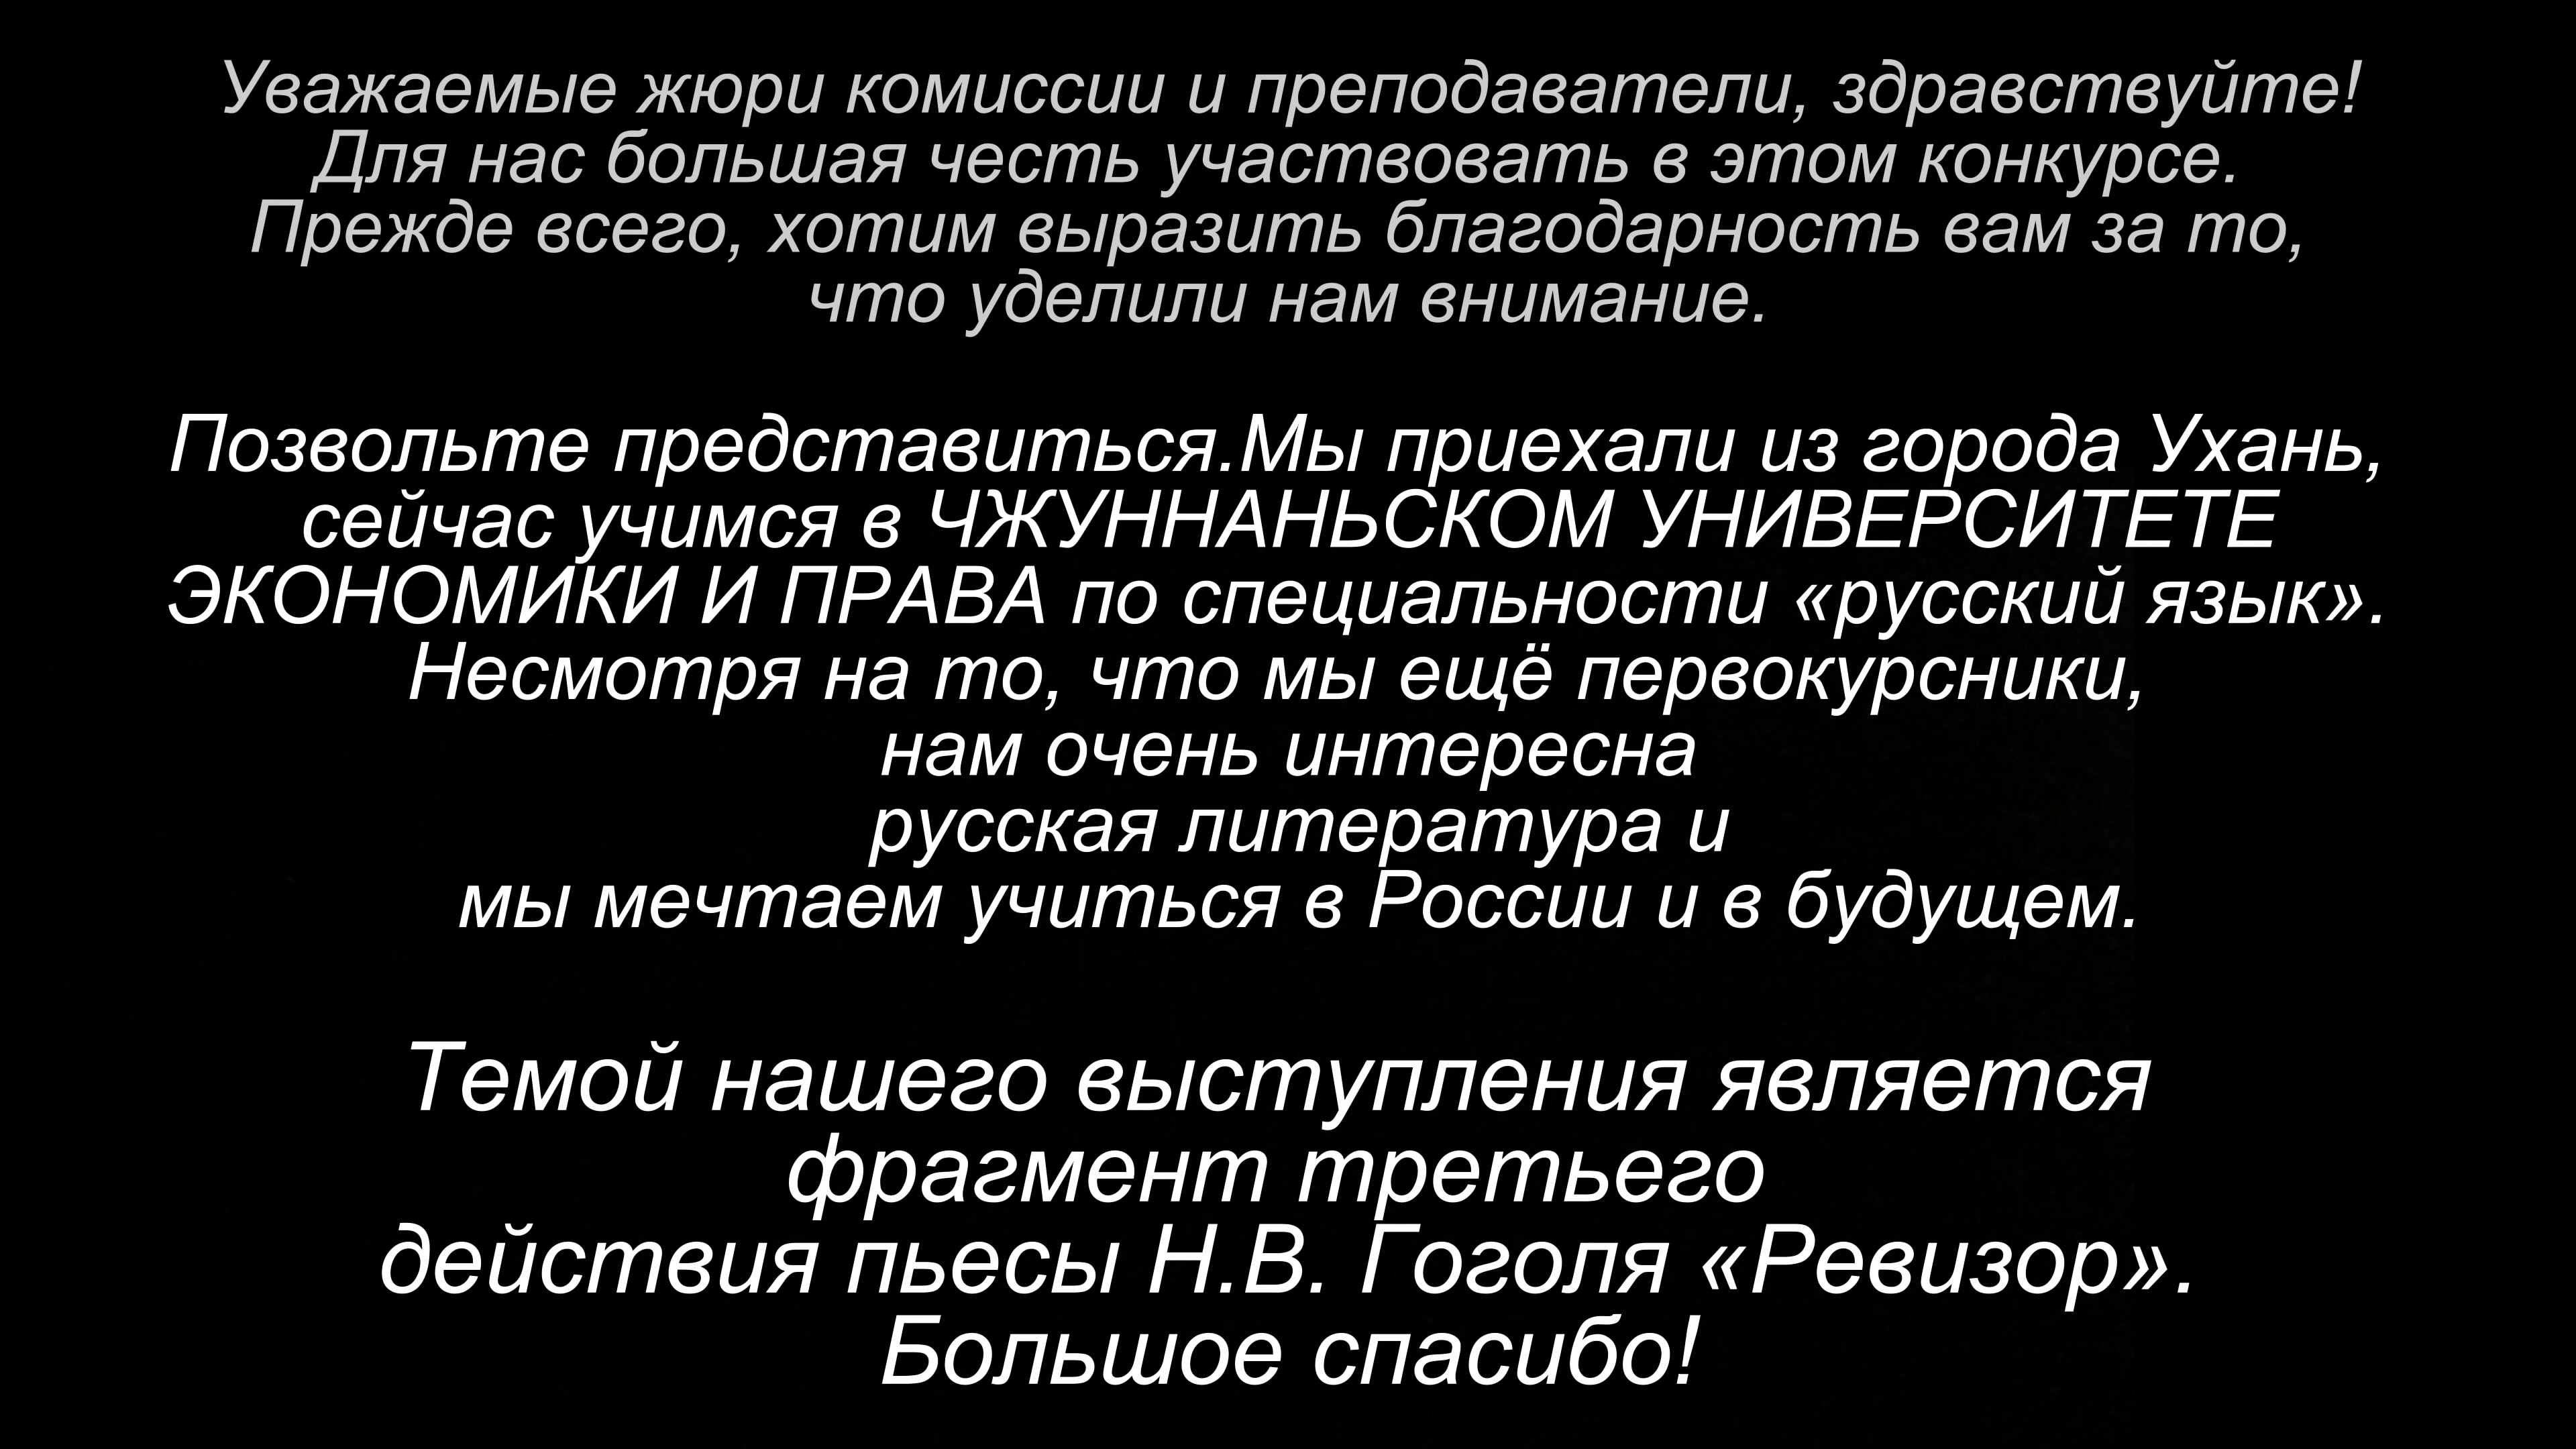 Уважаемые жюри комиссии и преподаватели, здравствуйте!
Для нас большая честь участвовать в этом конкурсе.
Прежде всего, хотим выразить благодарность вам за то,
что уделили нам внимание.
Позвольте представиться.Мы приехали из города Ухань,
сейчас учимся в ЧЖУННАНЬСКОМ УНИВЕРСИТЕТЕ
ЭКОНОМИКИ И ПРАВА по специальности «русский язык».
Несмотря на то, что мы ещё первокурсники,
нам очень интересна
русская литература и
мы мечтаем учиться в России и в будущем.
Темой нашего выступления является
фрагмент третьего
действия пьесы Н.В. Гоголя «Ревизор».
Большое спасибо!